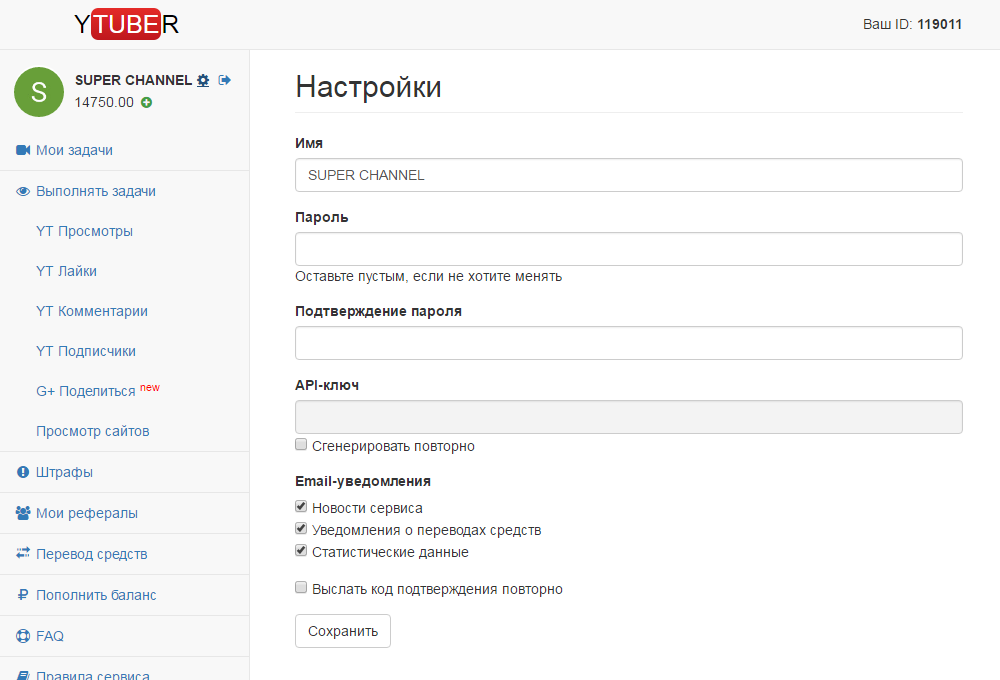 YTUBER
Ваш ID: 119011
SUPER CHANNEL
14750.00
Мои задачи
Выполнять задачи
YT Просмотры
YT Лайки
YT Комментарии
YT Подписчики
G+ Поделиться new
Просмотр сайтов
Штрафы
Мои рефералы
Перевод средств
Пополнить баланс
FAQ
Правила сервиса
Настройки
Имя
SUPER CHANNEL
Пароль
Оставьте пустым, если не хотите менять
Подтверждение пароля
API-ключ
Сгенерировать повторно
Email-уведомления
Новости сервиса
Уведомления о переводах средств
Статистические данные
Выслать код подтверждения повторно
Сохранить